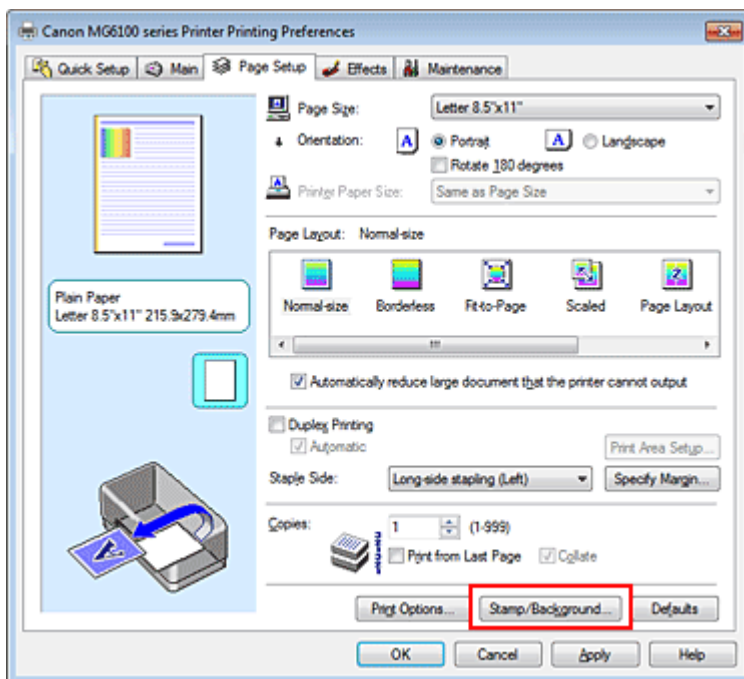 Canon MG6100 series Printer Printing Preferences
Quick Setup Main Page Setup Effects Maintenance
Page Size: Letter 8.5"x11"
Orientation: A Portrait A Landscape
Rotate 180 degrees
Printer Paper Size: Same as Page Size
Page Layout: Normal-size
Normal-size Borderless Fit-to-Page Scaled Page Layout
Plain Paper
Letter 8.5"x11" 215.9x279.4mm
Automatically reduce large document that the printer cannot output
Duplex Printing
Automatic Print Area Setup...
Staple Side: Long-side stapling (Left) Specify Margin...
Copies: 1 (1-999)
Print from Last Page Collate
Print Options... Stamp/Background... Defaults
OK Cancel Apply Help